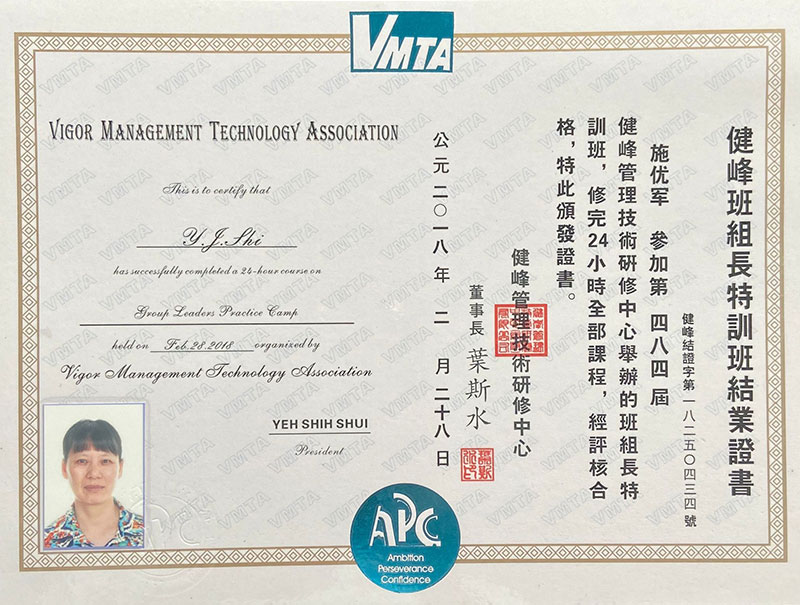 VMTA
VIGOR MANAGEMENT TECHNOLOGY ASSOCIATION
This is to certify that
Y.J.Shi
has successfully completed a 24-hour course on
Group Leaders Practice Camp
held on Feb.28.2018 organized by
Vigor Management Technology Association
YEH SHIH SHUI
President
健峰班組長特訓班結業證書
健峰結證字第一八二五〇四三四號
施优军 參加第 四八四屆
健峰管理技術研修中心舉辦的班組長特
訓班，修完24小時全部課程，經評核合
格，特此頒發證書。
健峰管理技術研修中心
董事長 葉斯水
公元二〇一八年二月二十八日
APC
Ambition
Perseverance
Confidence